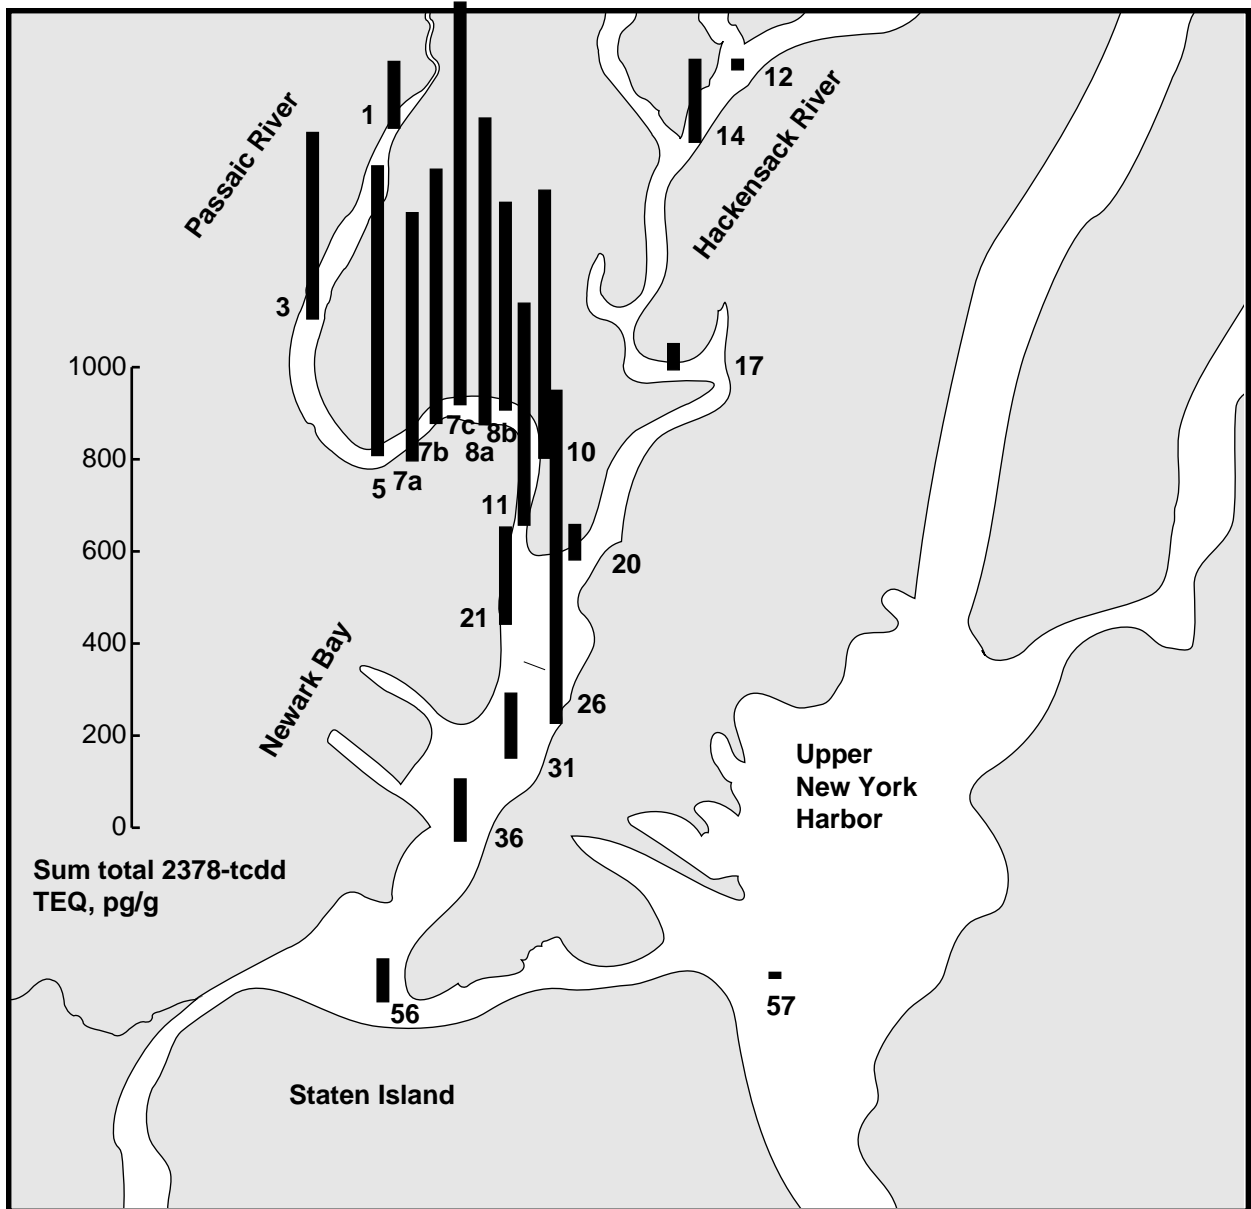 12
1
14
Passaic River
Hackensack River
3
1000
17
7c
8b
7b
8a
10
800
7a
5
11
600
20
21
400
Newark Bay
26
200
31
Upper
New York
Harbor
0
36
Sum total 2378-tcdd
TEQ, pg/g
57
56
Staten Island